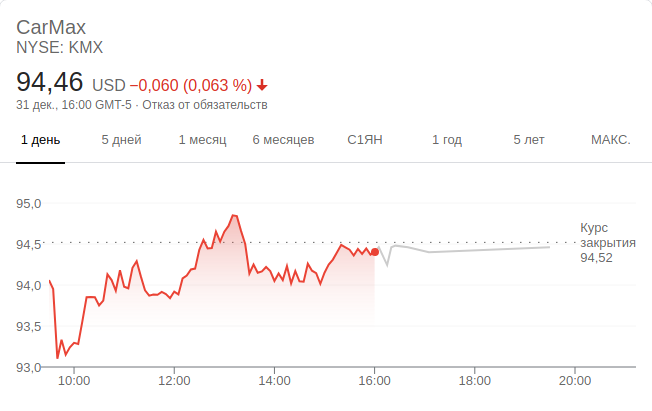 CarMax
NYSE: KMX
94,46 USD −0,060 (0,063 %)
31 дек., 16:00 GMT-5 · Отказ от обязательств
1 день 5 дней 1 месяц 6 месяцев С1ЯН 1 год 5 лет МАКС.
95,0
94,5
94,0
93,5
93,0
Курс
закрытия
94,52
10:00 12:00 14:00 16:00 18:00 20:00